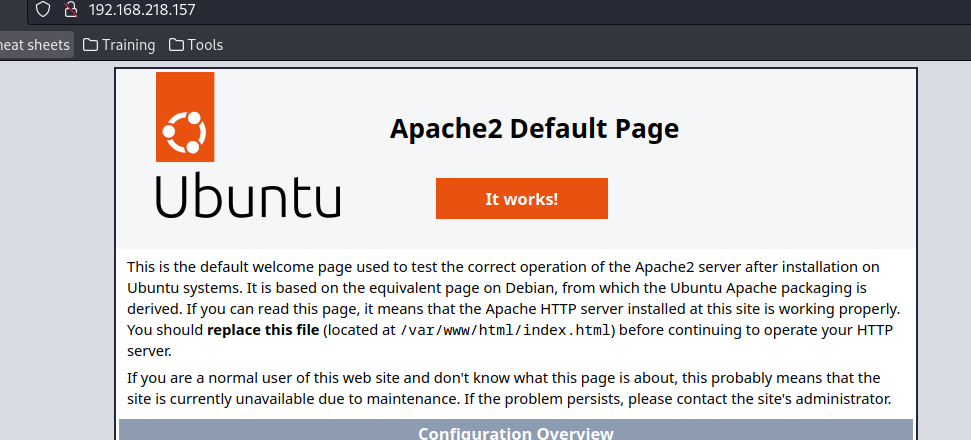 192.168.218.157
heat sheets Training Tools
Apache2 Default Page
Ubuntu
It works!
This is the default welcome page used to test the correct operation of the Apache2 server after installation on
Ubuntu systems. It is based on the equivalent page on Debian, from which the Ubuntu Apache packaging is
derived. If you can read this page, it means that the Apache HTTP server installed at this site is working properly.
You should replace this file (located at /var/www/html/index.html) before continuing to operate your HTTP
server.
If you are a normal user of this web site and don't know what this page is about, this probably means that the
site is currently unavailable due to maintenance. If the problem persists, please contact the site's administrator.
Configuration Overview